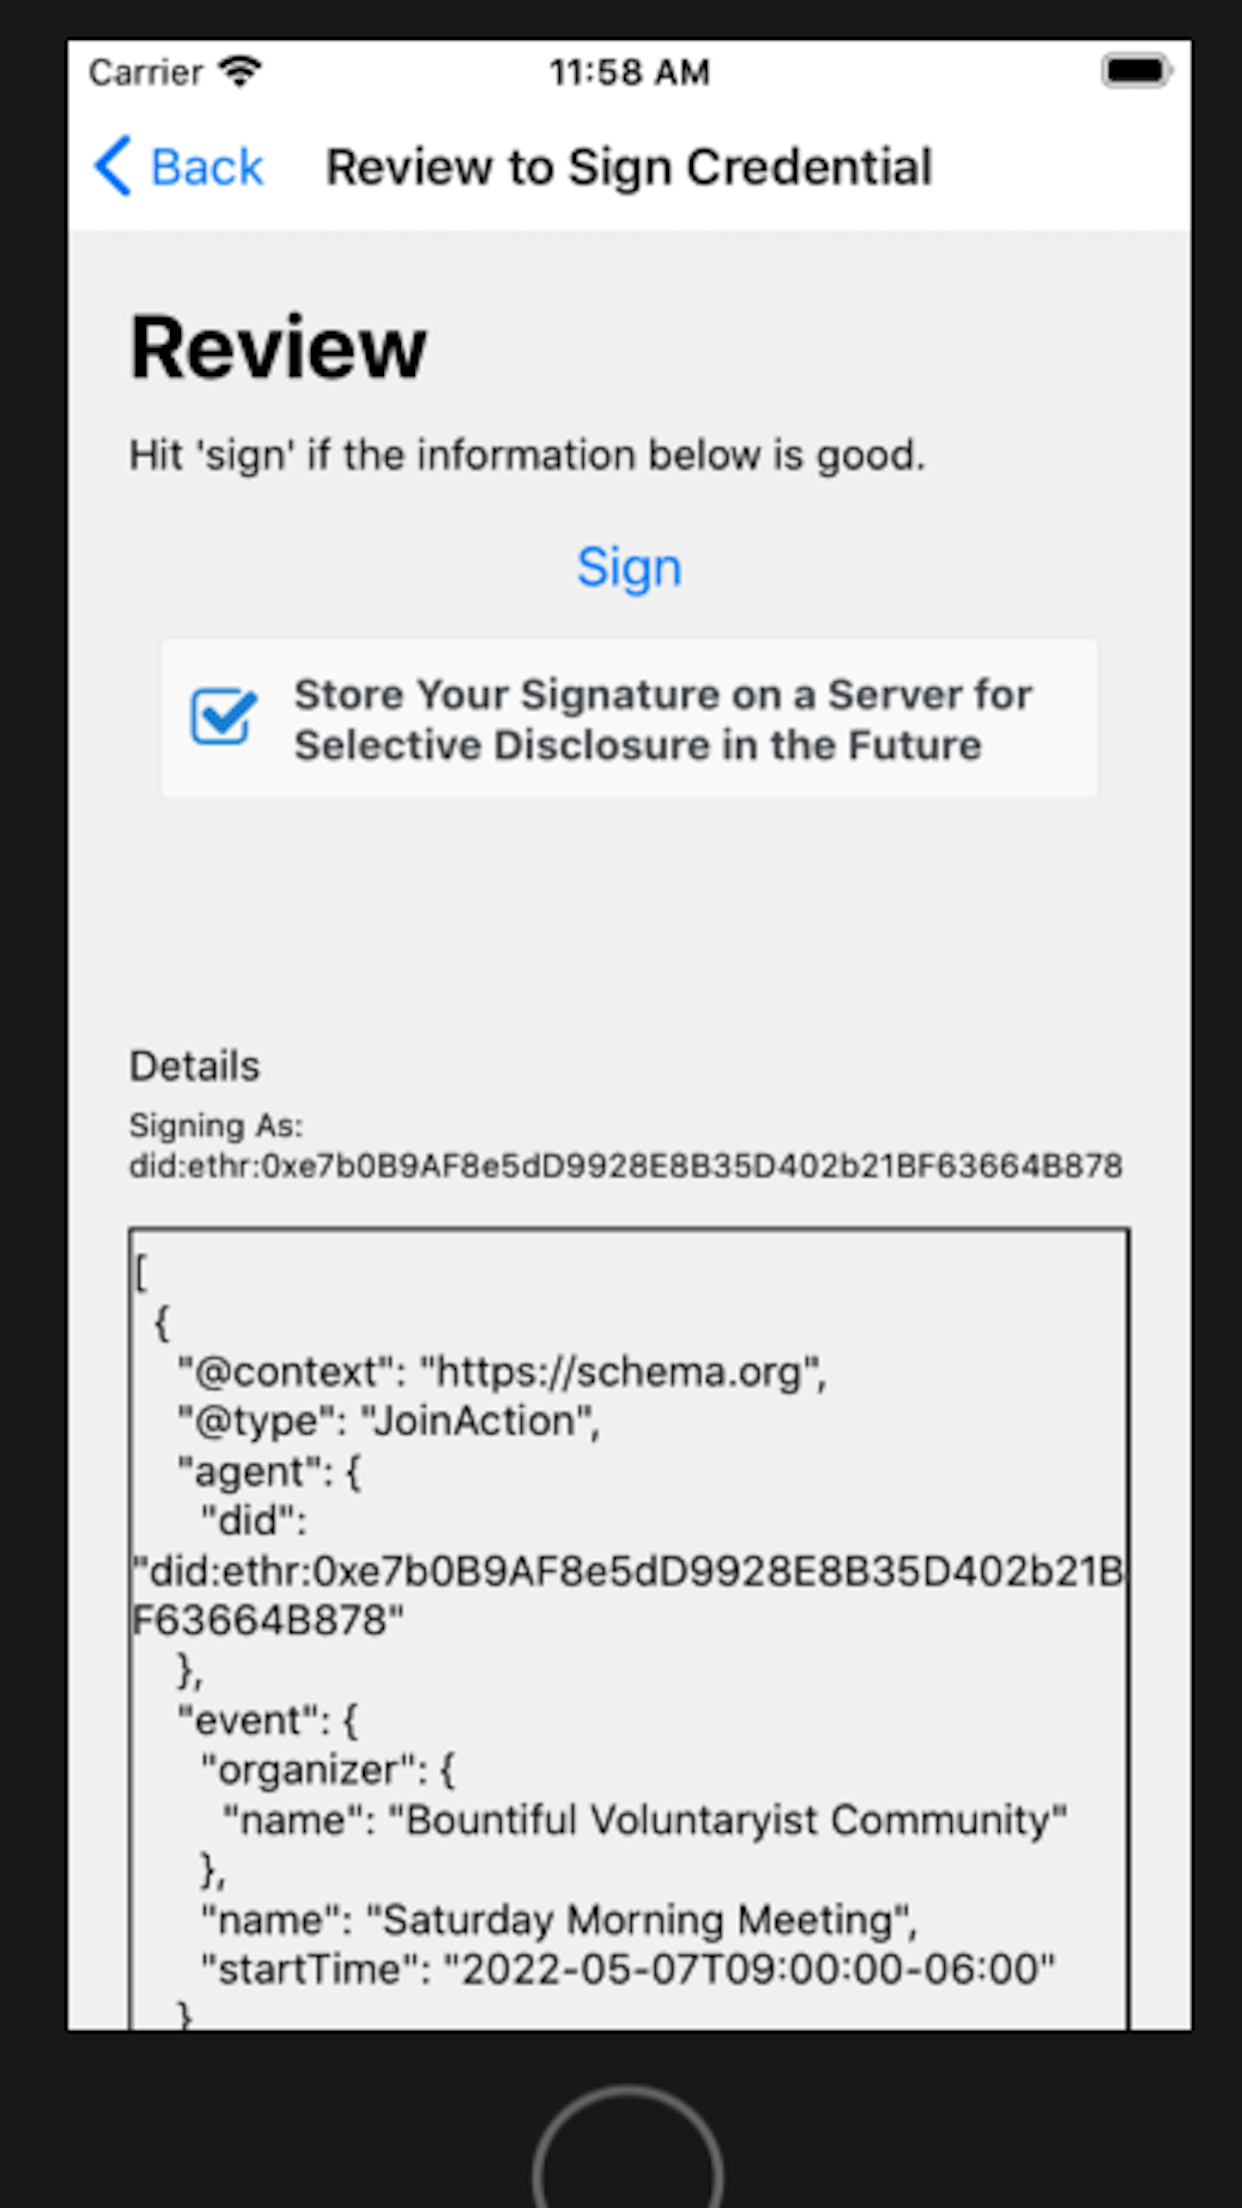 Carrier 11:58 AM
Back Review to Sign Credential
Review
Hit 'sign' if the information below is good.
Sign
Store Your Signature on a Server for
Selective Disclosure in the Future
Details
Signing As:
did:ethr:0xe7b0B9AF8e5dD9928E8B35D402b21BF63664B878
[
{
"@context": "https://schema.org",
"@type": "JoinAction",
"agent": {
"did":
"did:ethr:0xe7b0B9AF8e5dD9928E8B35D402b21B
F63664B878"
},
"event": {
"organizer": {
"name": "Bountiful Voluntaryist Community"
},
"name": "Saturday Morning Meeting",
"startTime": "2022-05-07T09:00:00-06:00"
}